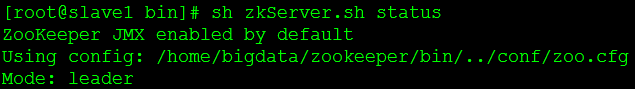 [root@slave1 bin]# sh zkServer.sh status
ZooKeeper JMX enabled by default
Using config: /home/bigdata/zookeeper/bin/../conf/zoo.cfg
Mode: leader